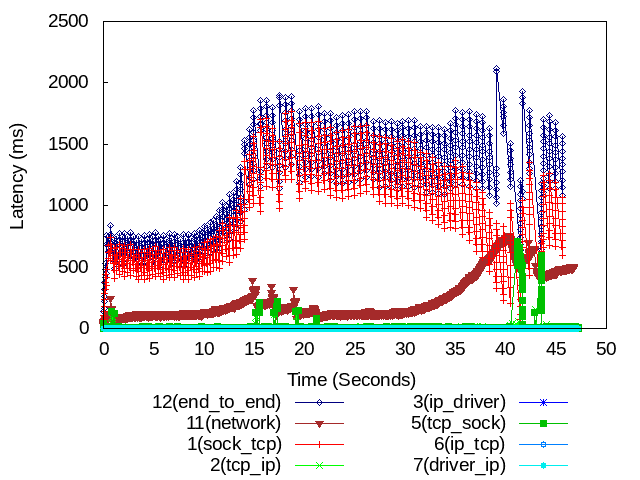 2500
2000
1500
1000
500
0
Latency (ms)
0 5 10 15 20 25 30 35 40 45 50
Time (Seconds)
12(end_to_end) 3(ip_driver)
11(network) 5(tcp_sock)
1(sock_tcp) 6(ip_tcp)
2(tcp_ip) 7(driver_ip)